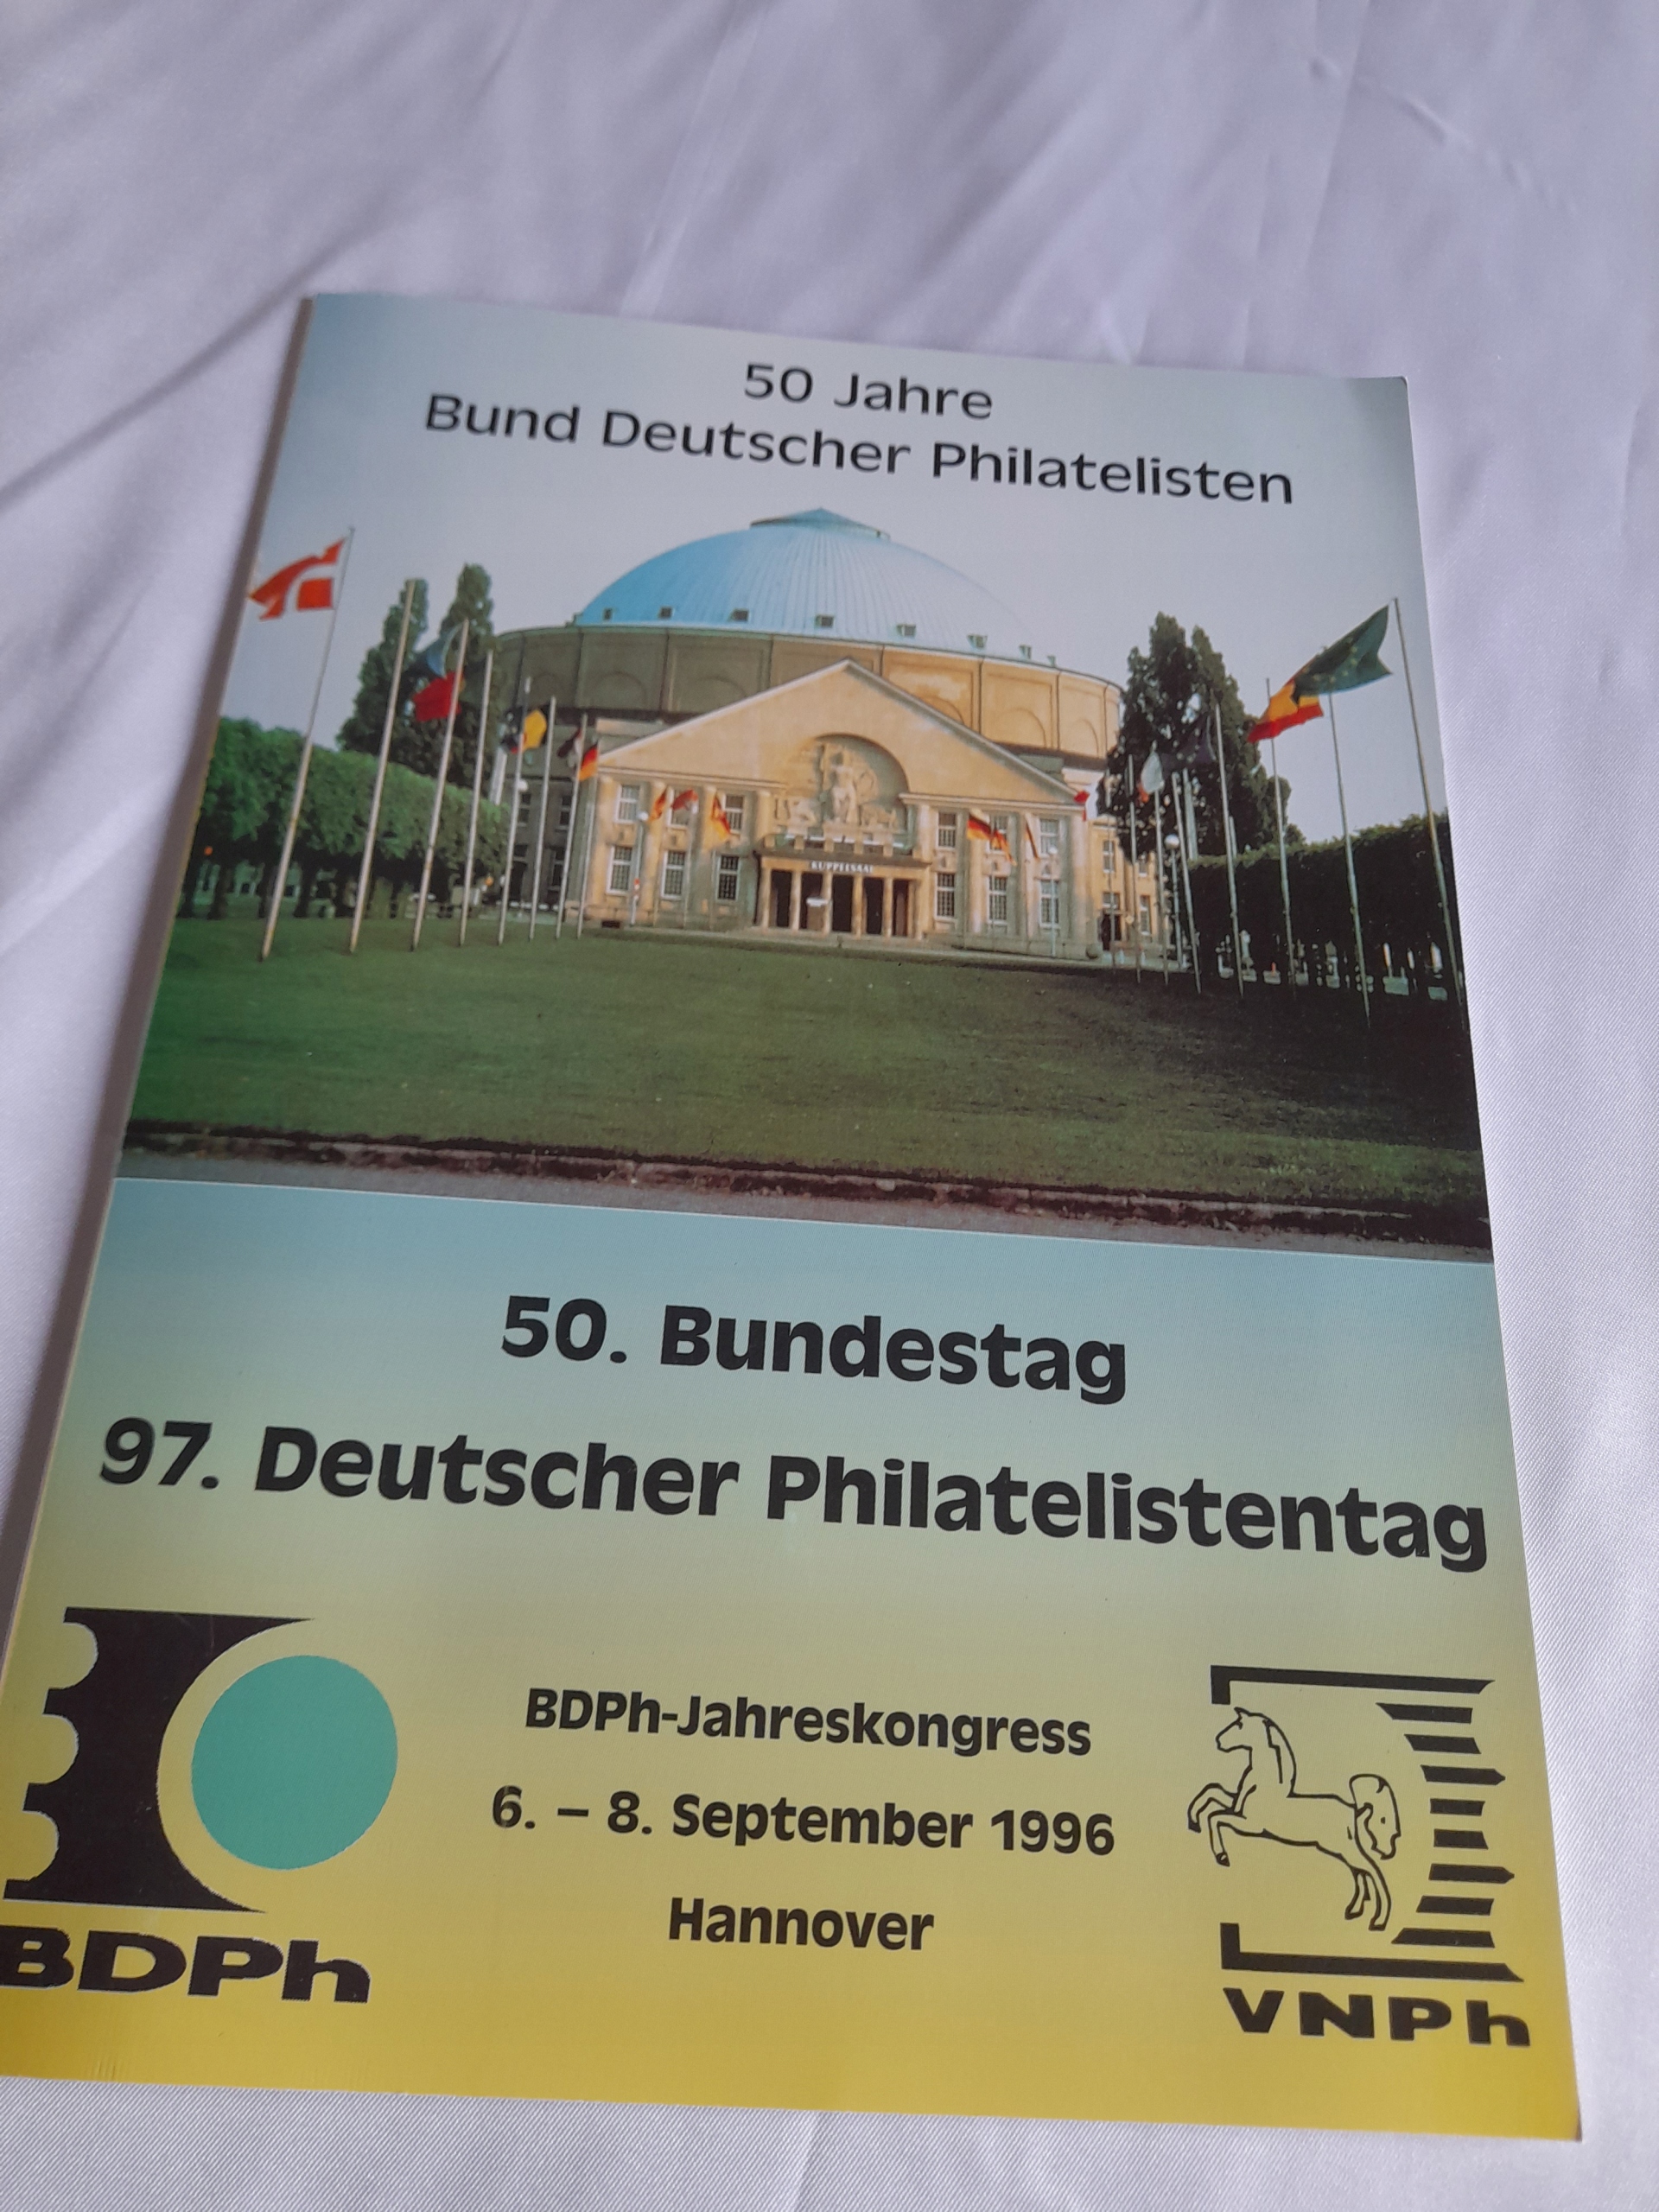 50 Jahre
Bund Deutscher Philatelisten
KUPPELSAAL
50. Bundestag
97. Deutscher Philatelistentag
BDPh-Jahreskongress
6. – 8. September 1996
Hannover
BDPh
VNPh